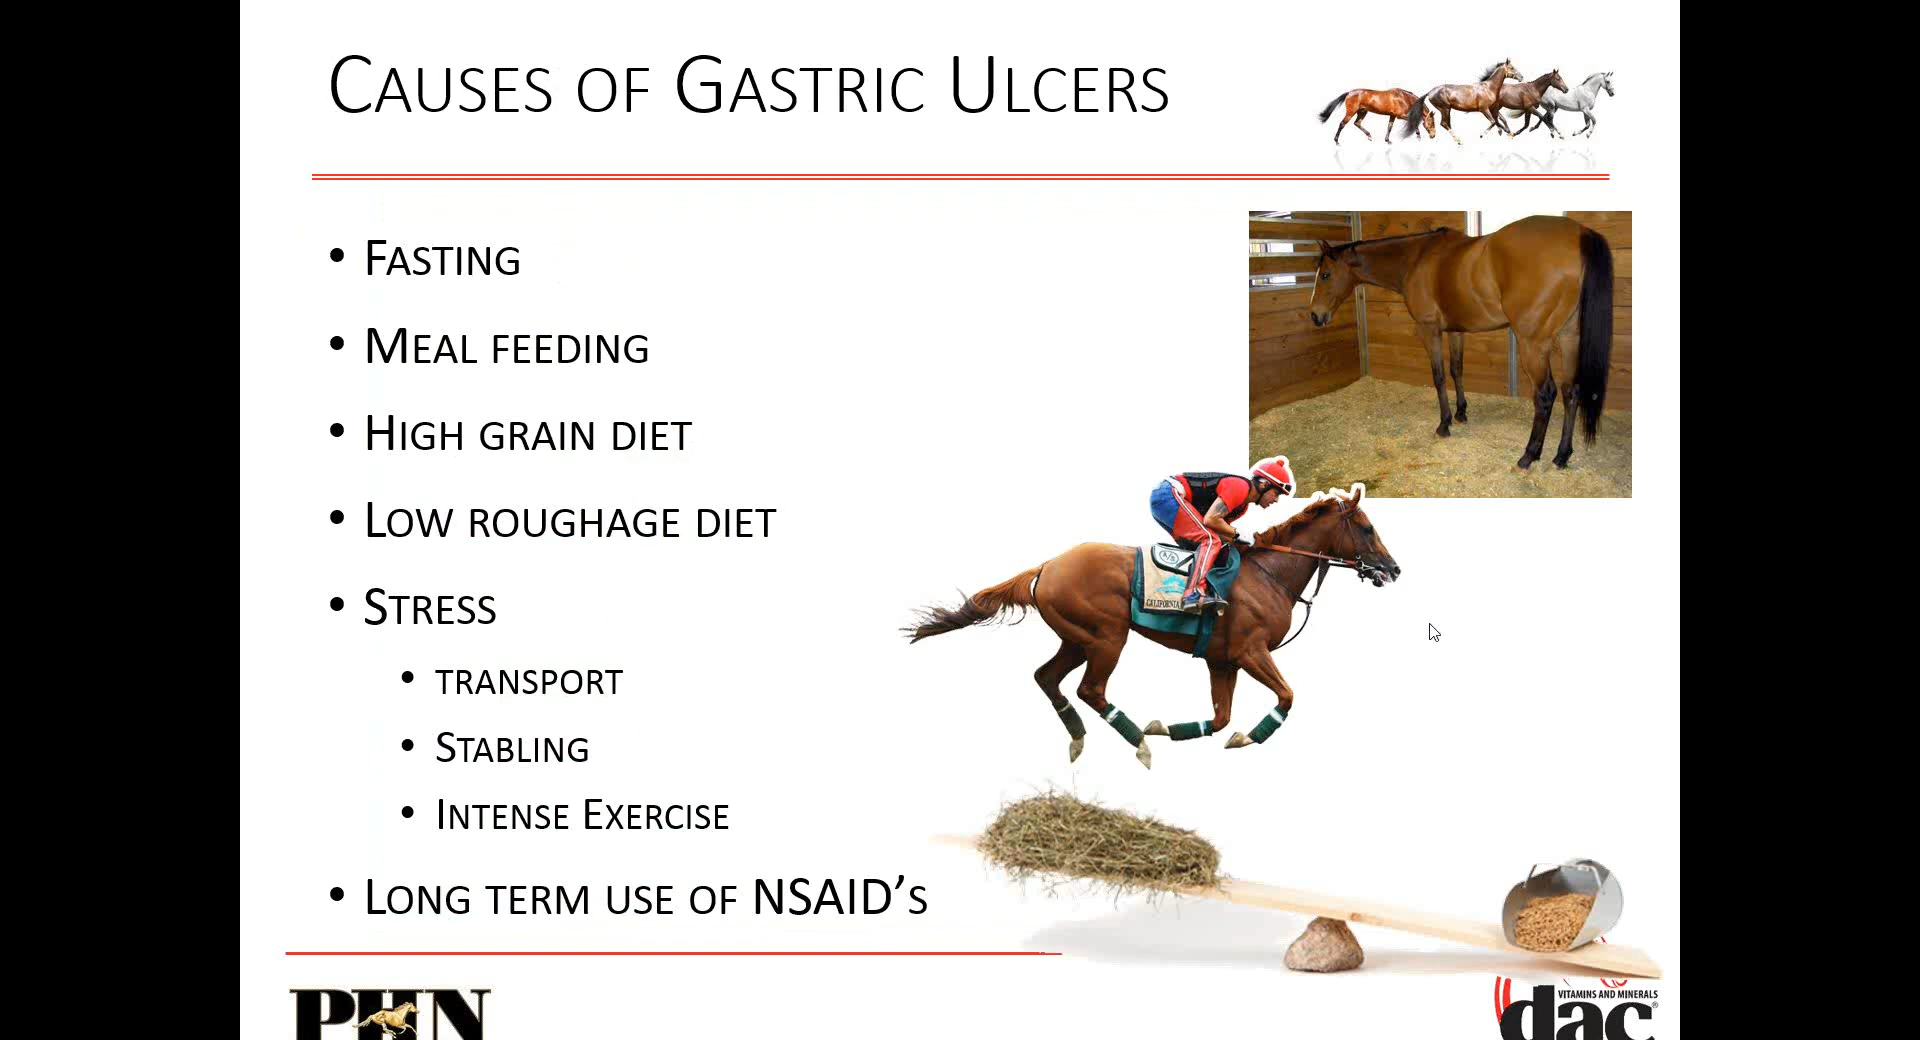 CAUSES OF GASTRIC ULCERS
• FASTING
• MEAL FEEDING
• HIGH GRAIN DIET
• LOW ROUGHAGE DIET
• STRESS
• TRANSPORT
• STABLING
• INTENSE EXERCISE
• LONG TERM USE OF NSAID’S
CALIFORNIA
PHN
VITAMINS AND MINERALS
dac®